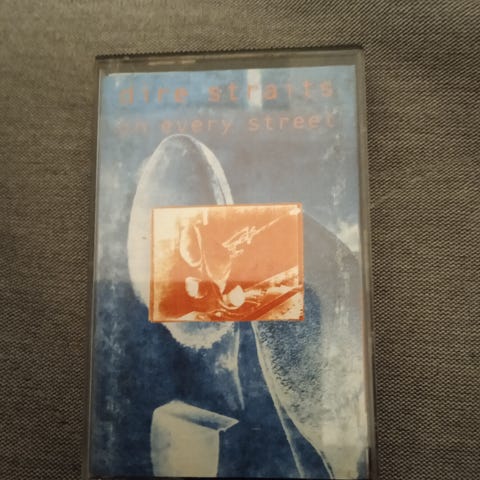 dire straits
on every street